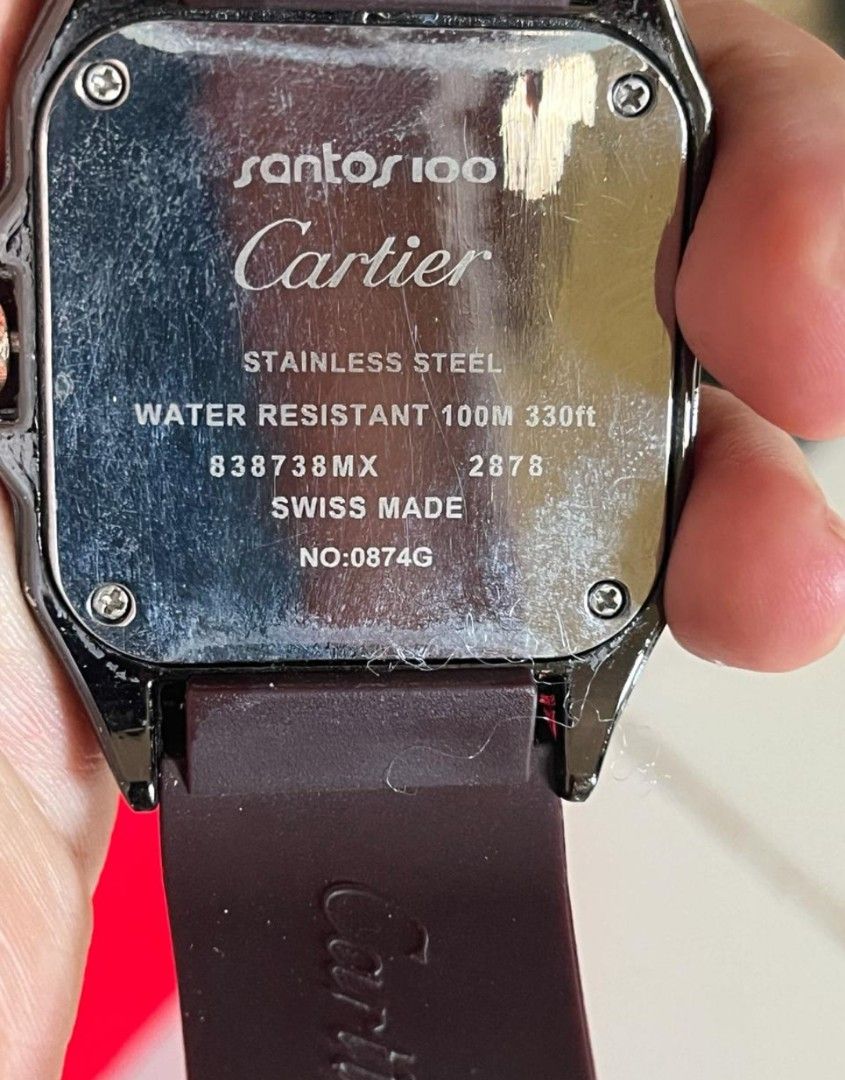 santos 100
Cartier
STAINLESS STEEL
WATER RESISTANT 100M 330ft
838738MX 2878
SWISS MADE
NO:0874G